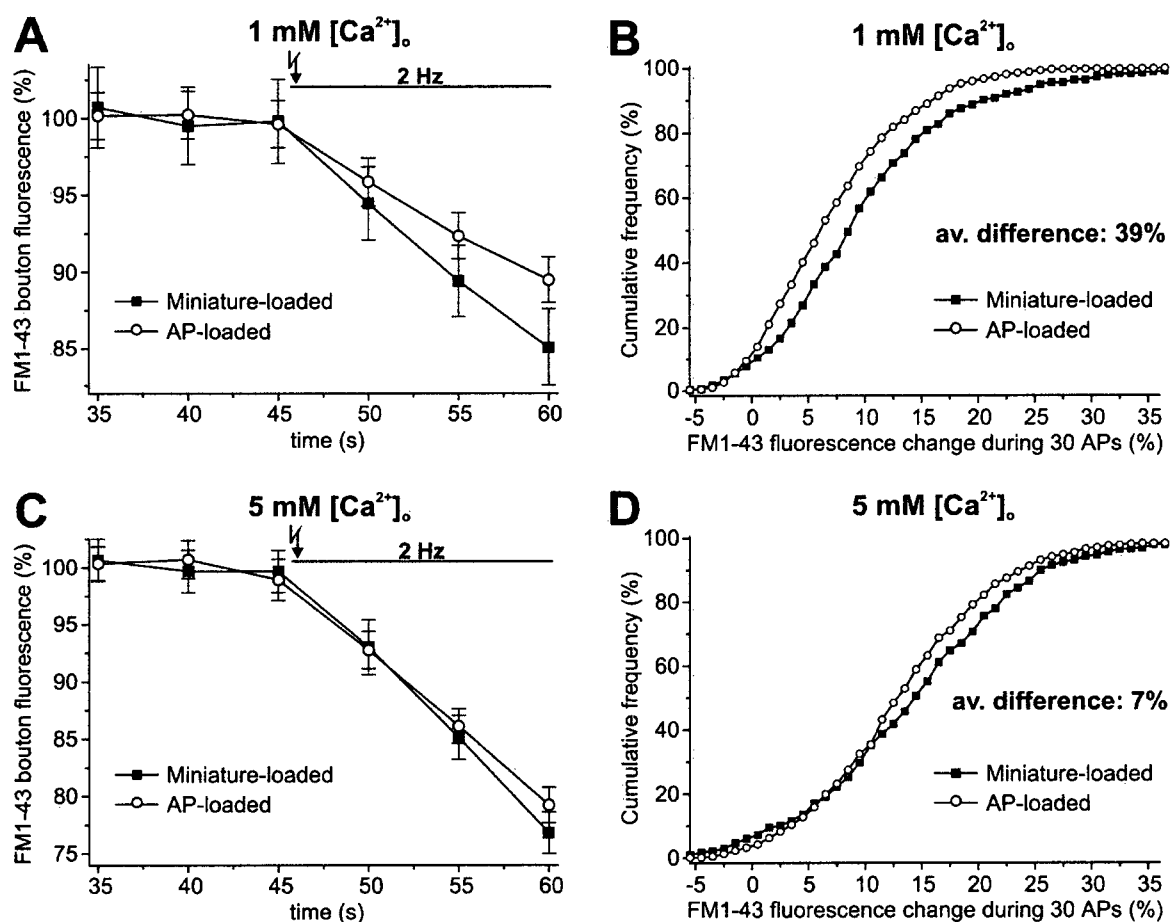 A
1 mM [Ca²⁺]ₒ
2 Hz
FM1-43 bouton fluorescence (%)
100
95
90
85
Miniature-loaded
AP-loaded
35 40 45 50 55 60
time (s)
B
1 mM [Ca²⁺]ₒ
Cumulative frequency (%)
100
80
60
40
20
0
av. difference: 39%
Miniature-loaded
AP-loaded
-5 0 5 10 15 20 25 30 35
FM1-43 fluorescence change during 30 APs (%)
C
5 mM [Ca²⁺]ₒ
2 Hz
FM1-43 bouton fluorescence (%)
100
95
90
85
80
75
Miniature-loaded
AP-loaded
35 40 45 50 55 60
time (s)
D
5 mM [Ca²⁺]ₒ
Cumulative frequency (%)
100
80
60
40
20
0
av. difference: 7%
Miniature-loaded
AP-loaded
-5 0 5 10 15 20 25 30 35
FM1-43 fluorescence change during 30 APs (%)